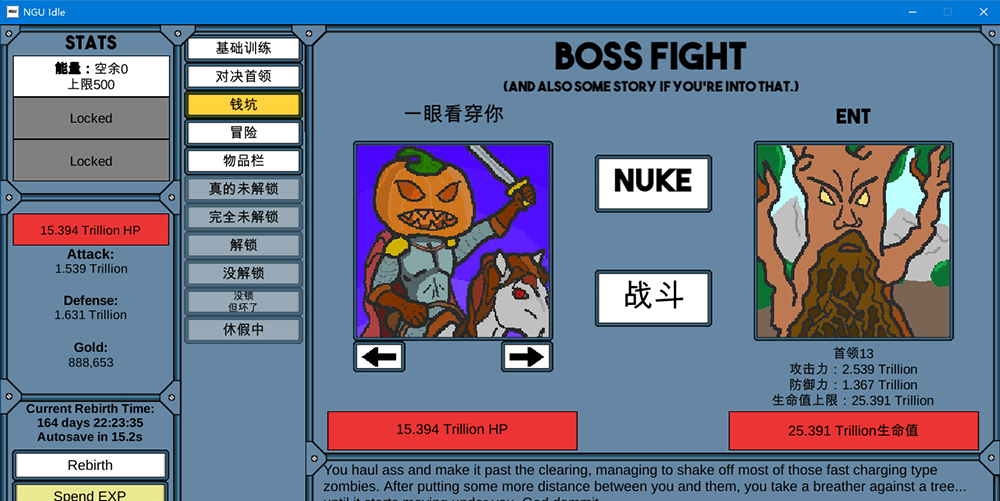 NGU Idle
STATS
能量：空余0
上限500
Locked
Locked
15.394 Trillion HP
Attack:
1.539 Trillion
Defense:
1.631 Trillion
Gold:
888,653
Current Rebirth Time:
164 days 22:23:35
Autosave in 15.2s
Rebirth
Spend EXP
基础训练
对决首领
钱坑
冒险
物品栏
真的未解锁
完全未解锁
解锁
没解锁
没锁
但坏了
休假中
BOSS FIGHT
(AND ALSO SOME STORY IF YOU'RE INTO THAT.)
一眼看穿你
ENT
NUKE
战斗
首领13
攻击力：2.539 Trillion
防御力：1.367 Trillion
生命值上限：25.391 Trillion
15.394 Trillion HP
25.391 Trillion生命值
You haul ass and make it past the clearing, managing to shake off most of those fast charging type
zombies. After putting some more distance between you and them, you take a breather against a tree...
until it starts moving under you. God dammit.